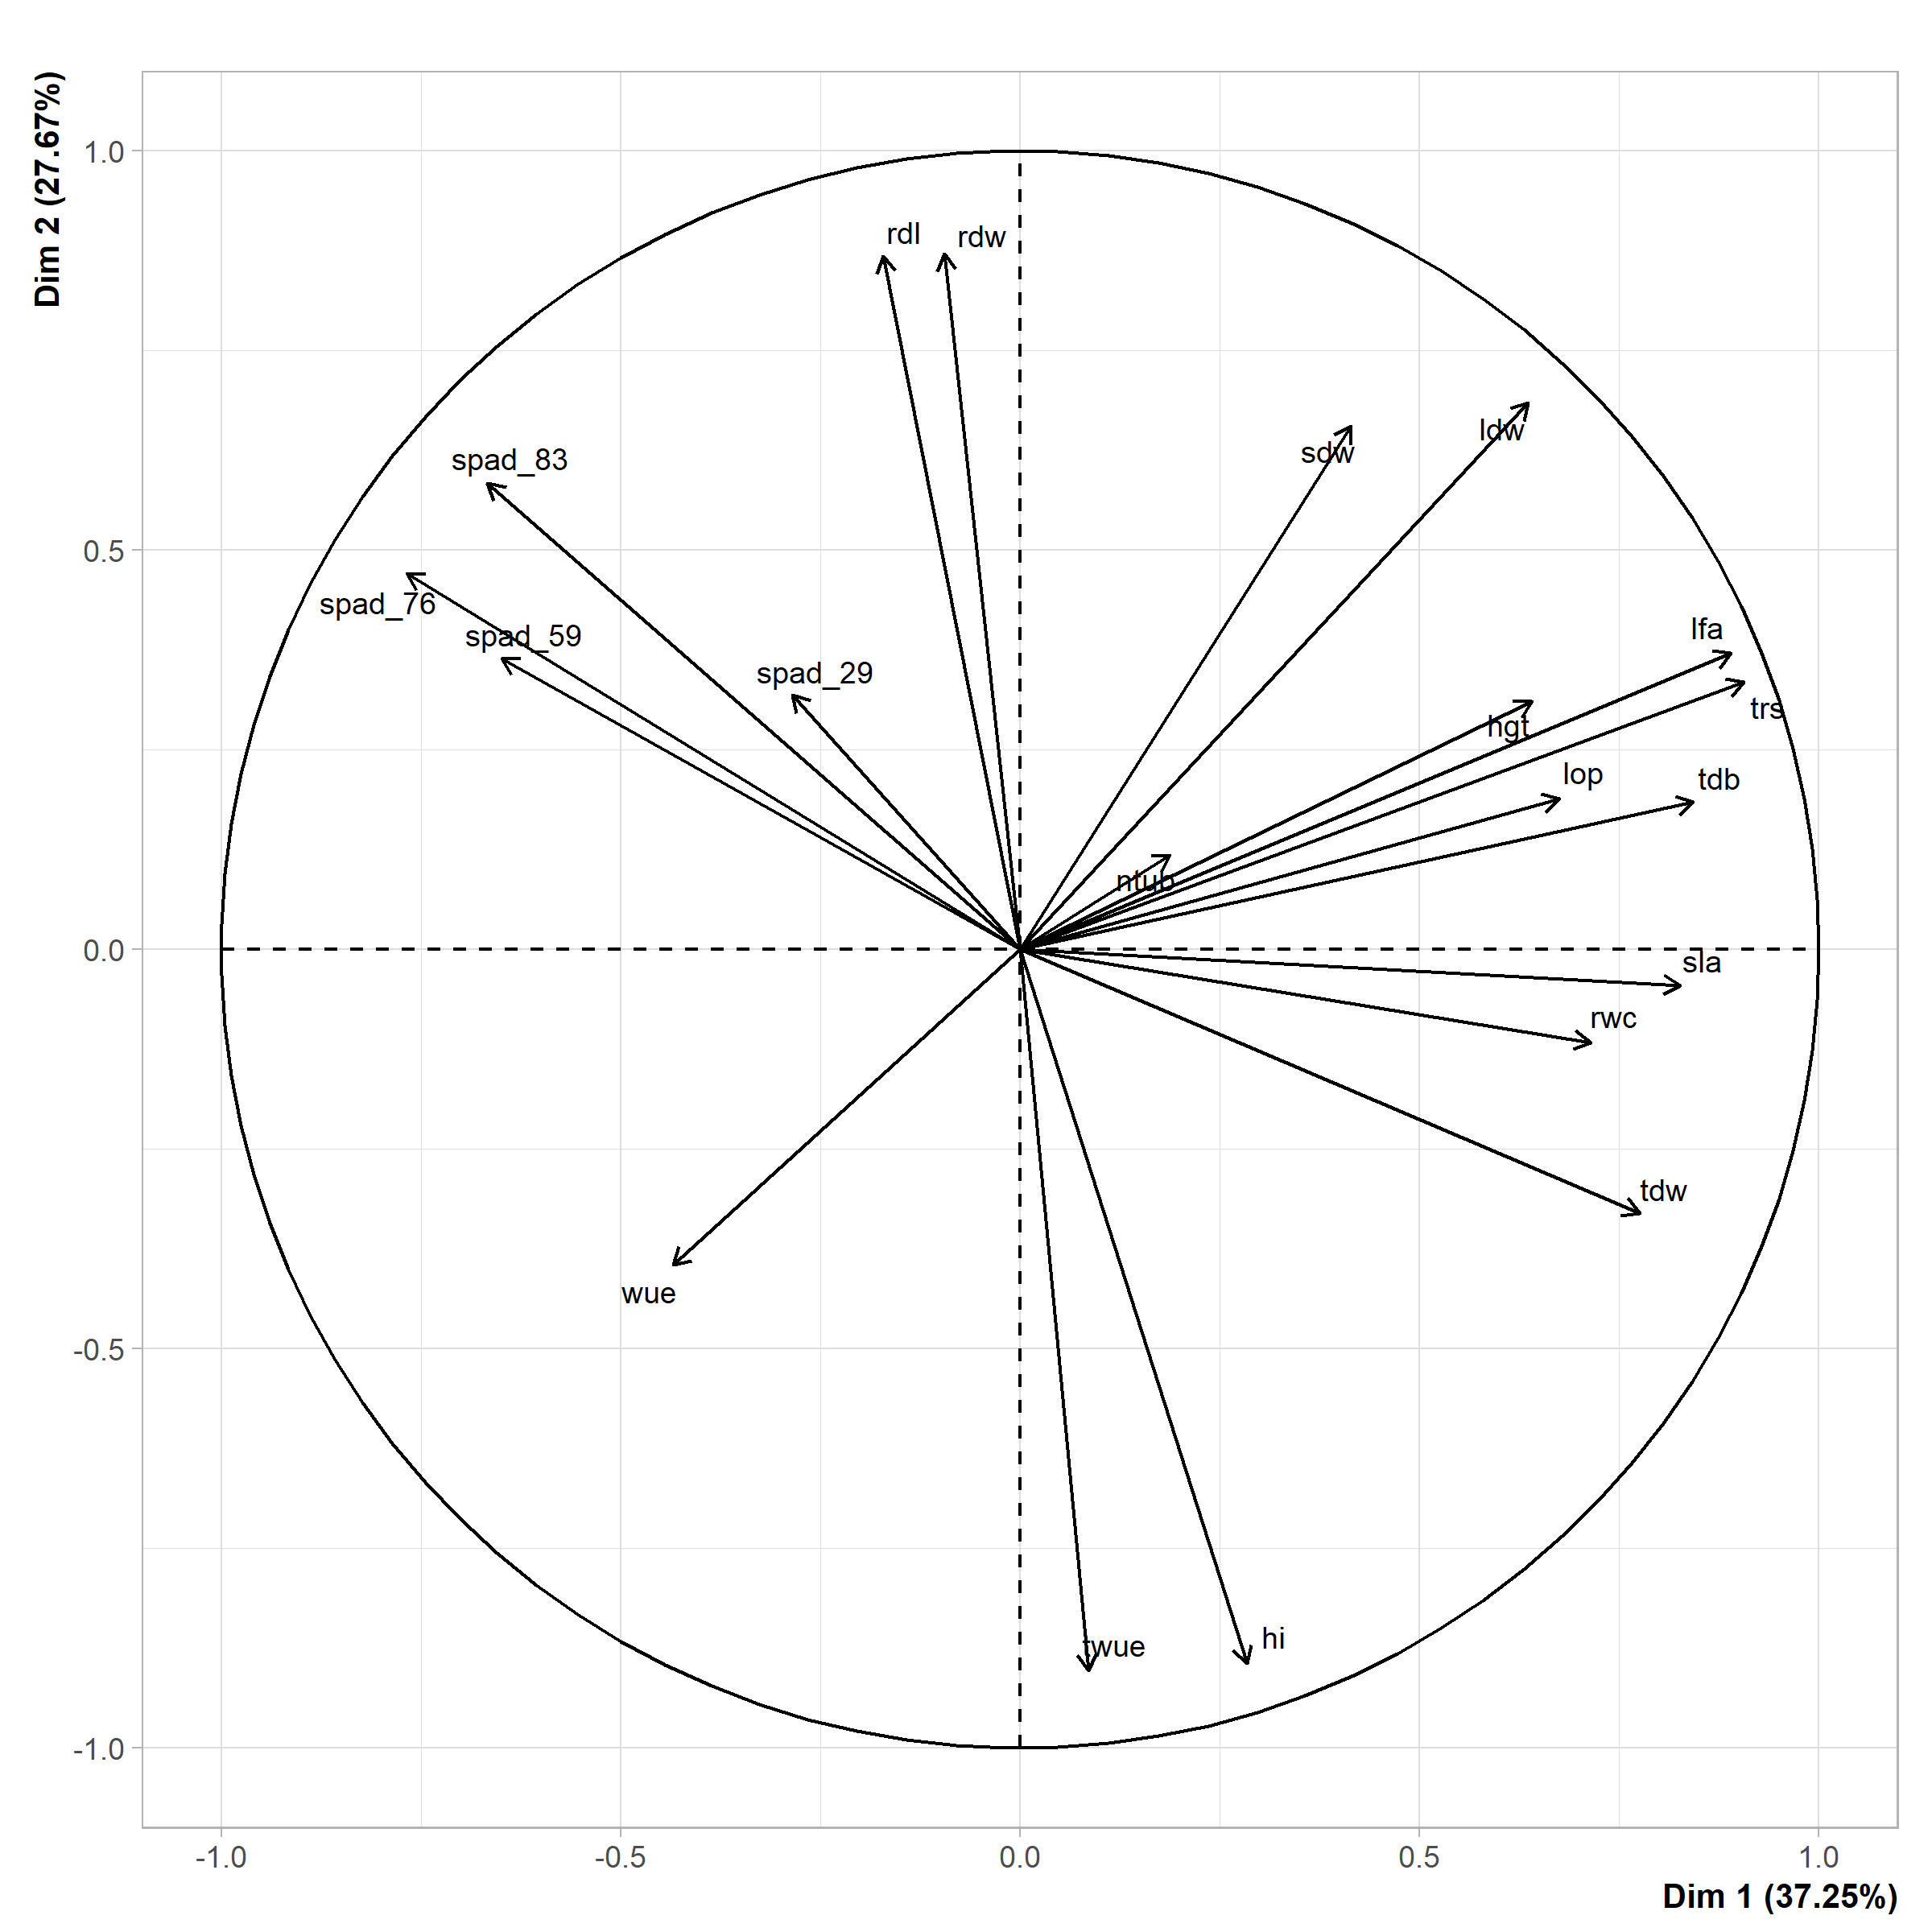 Dim 2 (27.67%)
1.0
0.5
0.0
-0.5
-1.0
rdl
rdw
ldw
sdw
spad_83
spad_76
spad_59
lfa
spad_29
trs
hgt
lop
tdb
ntub
sla
rwc
tdw
wue
hi
twue
-1.0
-0.5
0.0
0.5
1.0
Dim 1 (37.25%)